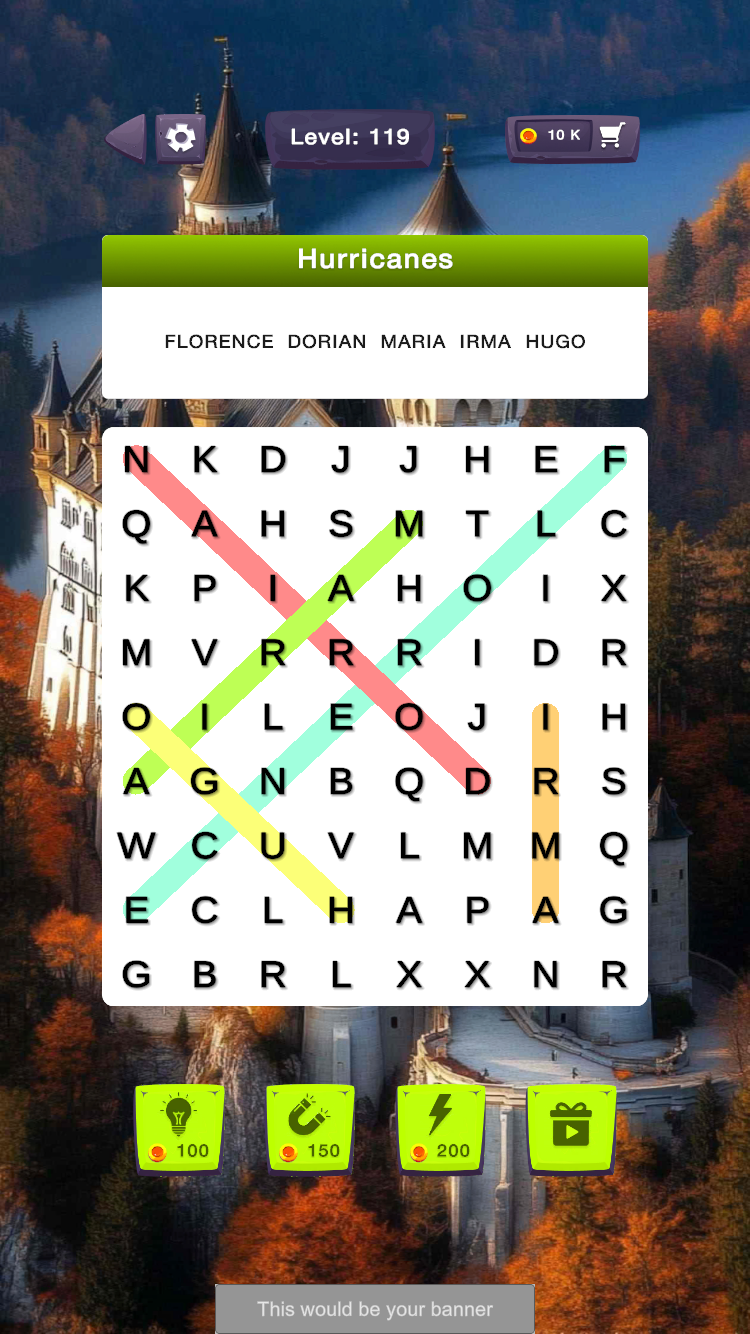 Level: 119
10 K
Hurricanes
FLORENCE DORIAN MARIA IRMA HUGO
N K D J J H E F
Q A H S M T L C
K P I A H O I X
M V R R R I D R
O I L E O J I H
A G N B Q D R S
W C U V L M M Q
E C L H A P A G
G B R L X X N R
100 150 200
This would be your banner